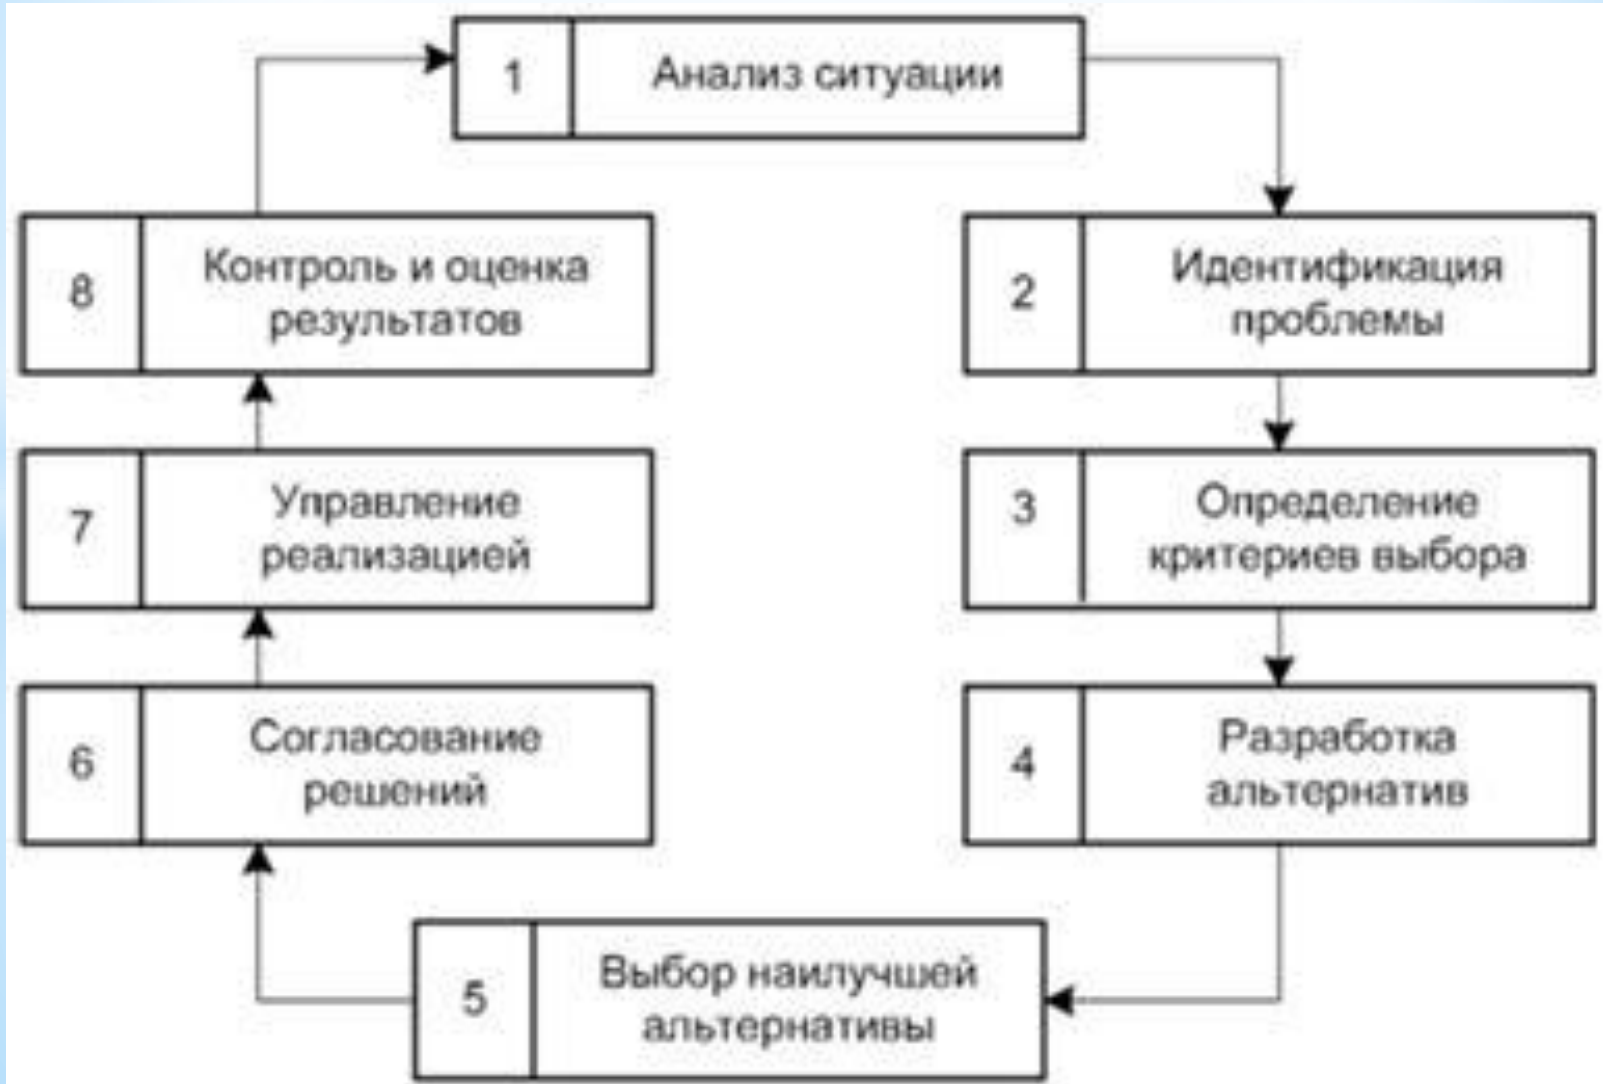 1
Анализ ситуации
2
Идентификация
проблемы
3
Определение
критериев выбора
4
Разработка
альтернатив
5
Выбор наилучшей
альтернативы
6
Согласование
решений
7
Управление
реализацией
8
Контроль и оценка
результатов